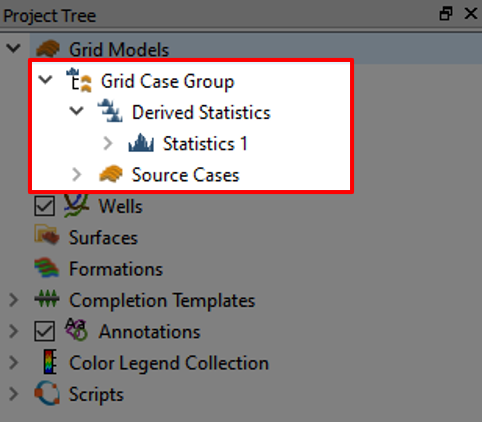 Project Tree
Grid Models
Grid Case Group
Derived Statistics
Statistics 1
Source Cases
Wells
Surfaces
Formations
Completion Templates
Annotations
Color Legend Collection
Scripts